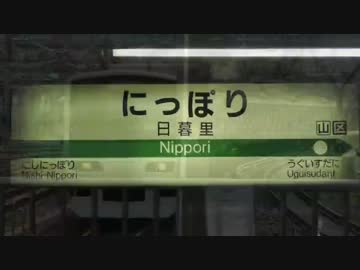 にっぽり
日暮里
Nippori
山 区
にしにっぽり
Nishi-Nippori
うぐいすだに
Uguisudani